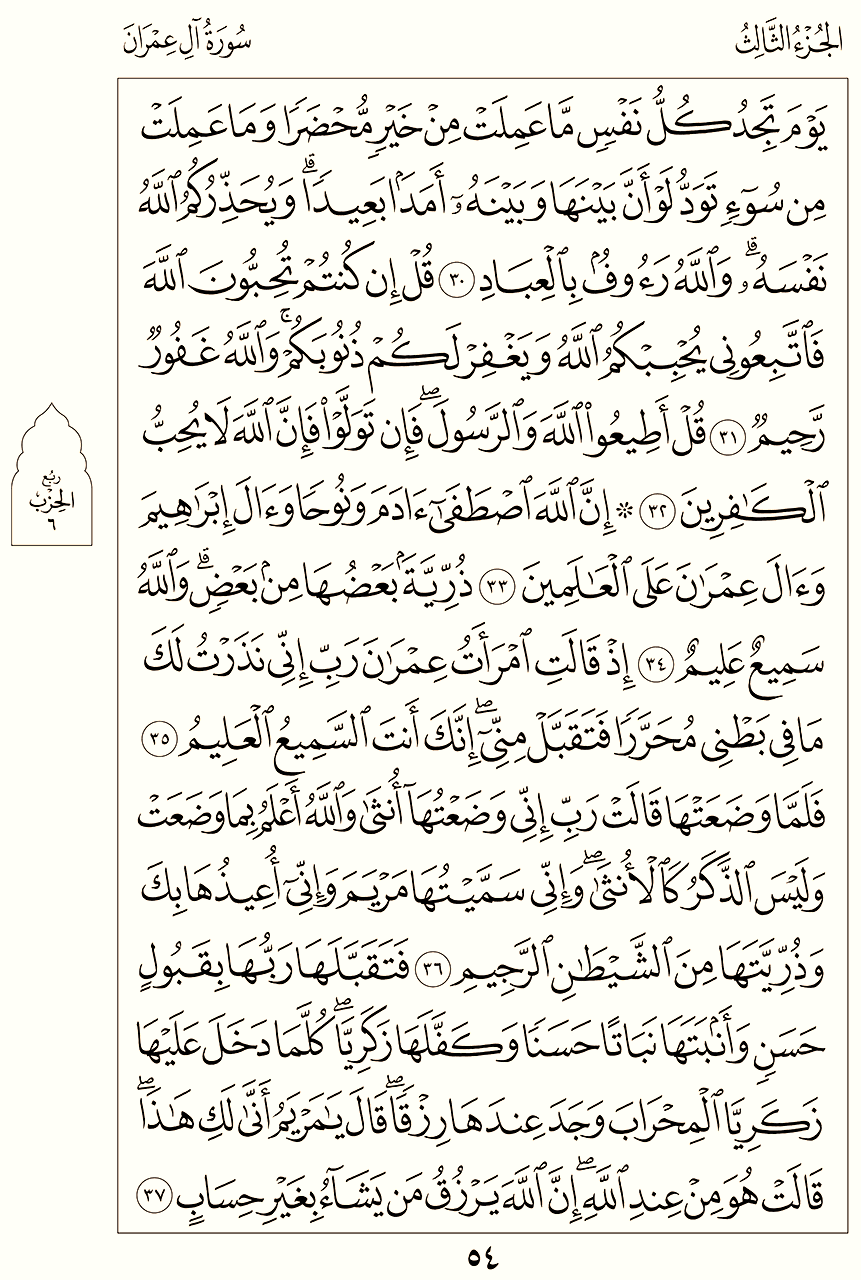 الجُزْءُ الثَّالِثُ
سُورَةُ آلِ عِمْرَانَ
يَوْمَ تَجِدُ كُلُّ نَفْسٍ مَّا عَمِلَتْ مِنْ خَيْرٍ مُّحْضَرًا وَمَا عَمِلَتْ
مِن سُوٓءٍ تَوَدُّ لَوْ أَنَّ بَيْنَهَا وَبَيْنَهُۥٓ أَمَدَۢا بَعِيدًاۗ وَيُحَذِّرُكُمُ ٱللَّهُ
نَفْسَهُۥۗ وَٱللَّهُ رَءُوفُۢ بِٱلْعِبَادِ ٣٠ قُلْ إِن كُنتُمْ تُحِبُّونَ ٱللَّهَ
فَٱتَّبِعُونِى يُحْبِبْكُمُ ٱللَّهُ وَيَغْفِرْ لَكُمْ ذُنُوبَكُمْۚ وَٱللَّهُ غَفُورٌ
رَّحِيمٌ ٣١ قُلْ أَطِيعُوا۟ ٱللَّهَ وَٱلرَّسُولَۖ فَإِن تَوَلَّوْا۟ فَإِنَّ ٱللَّهَ لَا يُحِبُّ
ٱلْكَٰفِرِينَ ٣٢ ۞ إِنَّ ٱللَّهَ ٱصْطَفَىٰٓ ءَادَمَ وَنُوحًا وَءَالَ إِبْرَٰهِيمَ
وَءَالَ عِمْرَٰنَ عَلَى ٱلْعَٰلَمِينَ ٣٣ ذُرِّيَّةَۢ بَعْضُهَا مِنۢ بَعْضٍۗ وَٱللَّهُ
سَمِيعٌ عَلِيمٌ ٣٤ إِذْ قَالَتِ ٱمْرَأَتُ عِمْرَٰنَ رَبِّ إِنِّى نَذَرْتُ لَكَ
مَا فِى بَطْنِى مُحَرَّرًا فَتَقَبَّلْ مِنِّىٓۖ إِنَّكَ أَنتَ ٱلسَّمِيعُ ٱلْعَلِيمُ ٣٥
فَلَمَّا وَضَعَتْهَا قَالَتْ رَبِّ إِنِّى وَضَعْتُهَآ أُنثَىٰ وَٱللَّهُ أَعْلَمُ بِمَا وَضَعَتْ
وَلَيْسَ ٱلذَّكَرُ كَٱلْأُنثَىٰۖ وَإِنِّى سَمَّيْتُهَا مَرْيَمَ وَإِنِّىٓ أُعِيذُهَا بِكَ
وَذُرِّيَّتَهَا مِنَ ٱلشَّيْطَٰنِ ٱلرَّجِيمِ ٣٦ فَتَقَبَّلَهَا رَبُّهَا بِقَبُولٍ
حَسَنٍ وَأَنۢبَتَهَا نَبَاتًا حَسَنًا وَكَفَّلَهَا زَكَرِيَّاۖ كُلَّمَا دَخَلَ عَلَيْهَا
زَكَرِيَّا ٱلْمِحْرَابَ وَجَدَ عِندَهَا رِزْقًاۖ قَالَ يَٰمَرْيَمُ أَنَّىٰ لَكِ هَٰذَاۖ
قَالَتْ هُوَ مِنْ عِندِ ٱللَّهِۖ إِنَّ ٱللَّهَ يَرْزُقُ مَن يَشَآءُ بِغَيْرِ حِسَابٍ ٣٧
رُبْع
الحِزْب
٦
٥٤